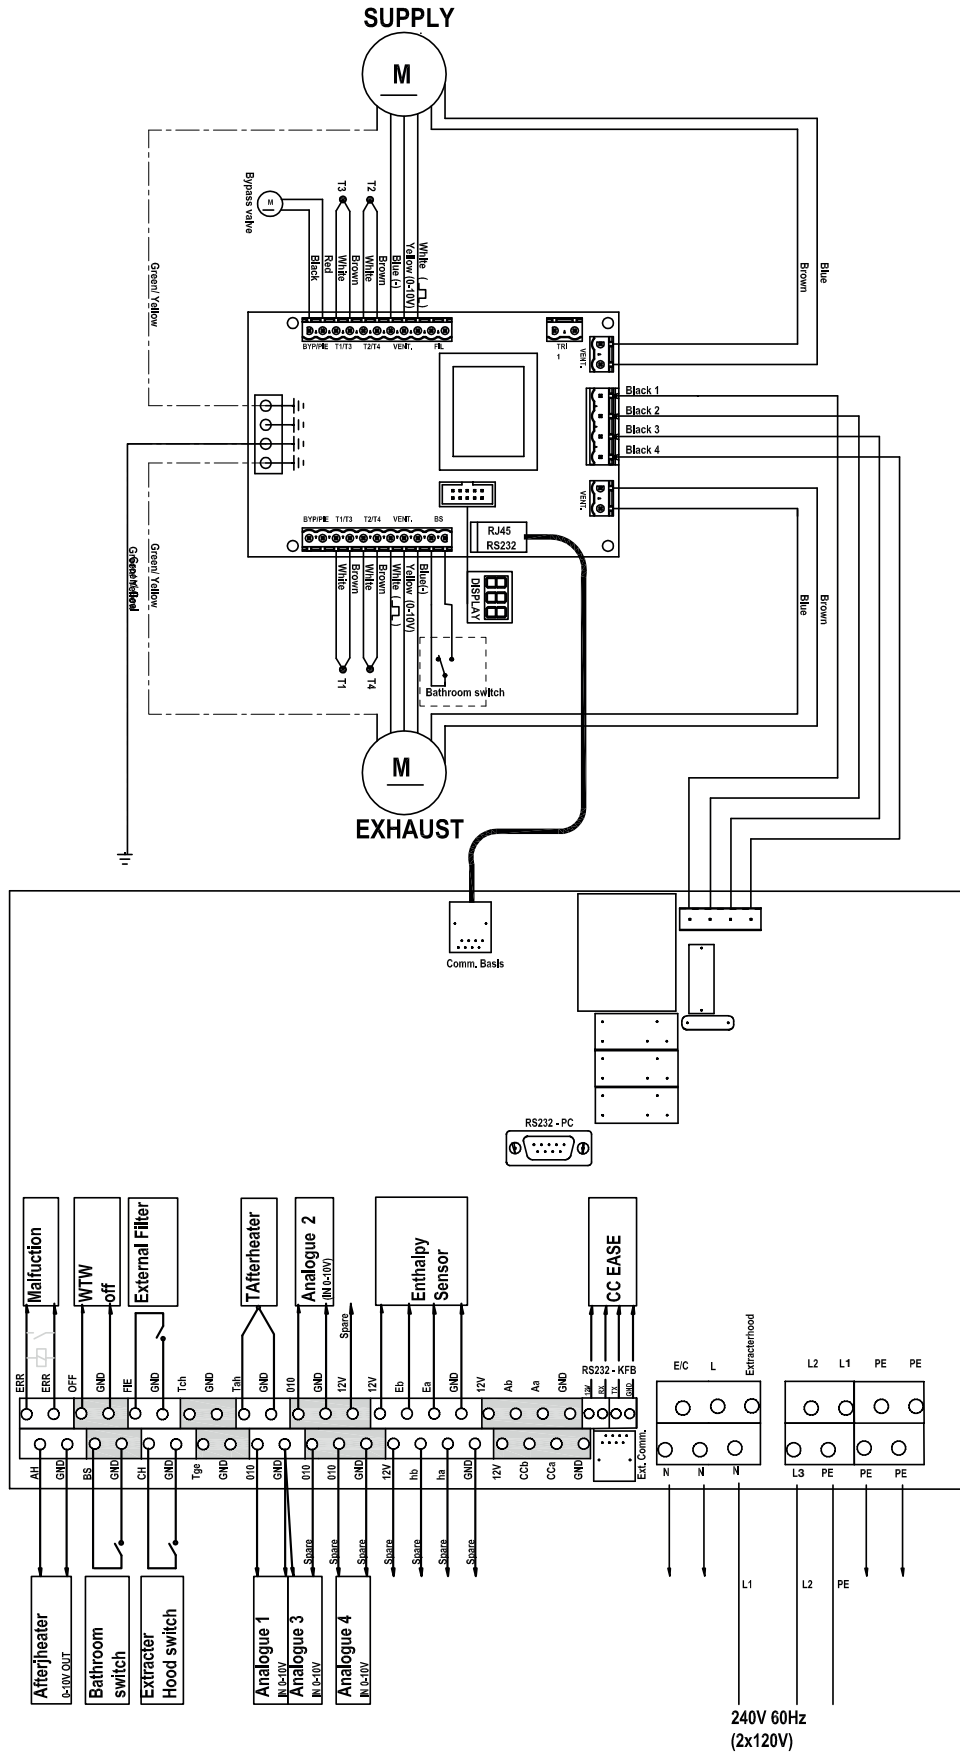 SUPPLY
M
Bypass valve
M
T3
T2
Black
Red
White
Brown
White
Brown
Blue (-)
Yellow (0-10V)
White ( )
Green/ Yellow
Brown
Blue
BYP/PIE T1/T3 T2/T4 VENT. FIL
TRI
1
VENT.
Black 1
Black 2
Black 3
Black 4
VENT.
BYP/PIE T1/T3 T2/T4 VENT. BS
RJ45
RS232
DISPLAY
Green/ Yellow
White
Brown
White
Brown
White ( )
Yellow (0-10V)
Blue(-)
Blue
Brown
T1
T4
Bathroom switch
M
EXHAUST
Comm. Basis
RS232 - PC
Malfuction
WTW
off
External Filter
TAfterheater
Analogue 2
(IN 0-10V)
Spare
Enthalpy
Sensor
CC EASE
RS232 - KFB
ERR
ERR
OFF
GND
FIE
GND
Tch
GND
Tah
GND
010
GND
12V
12V
Eb
Ea
GND
12V
Ab
Aa
GND
12V
RX
TX
GND
E/C
L
Extracterhood
L2
L1
PE
PE
AH
GND
BS
GND
CH
GND
Tge
GND
010
GND
010
010
GND
12V
hb
ha
GND
12V
CCb
CCa
GND
Ext. Comm.
N
N
N
L3
PE
PE
PE
Spare
Spare
Spare
Spare
Spare
Spare
Spare
Afterjheater
0-10V OUT
Bathroom
switch
Extracter
Hood switch
Analogue 1
IN 0-10V
Analogue 3
IN 0-10V
Analogue 4
IN 0-10V
L1
L2
PE
240V 60Hz
(2x120V)